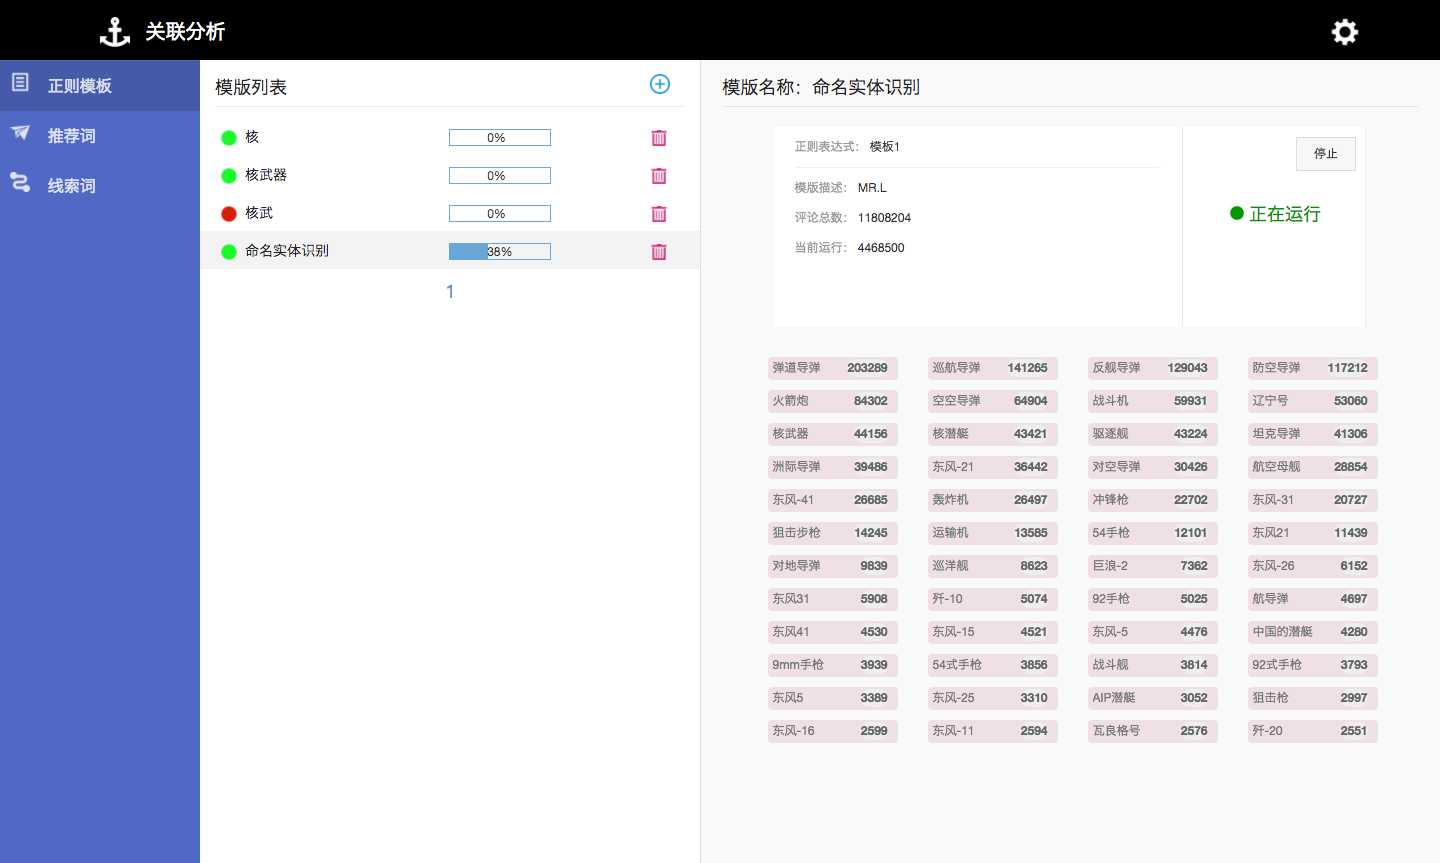 关联分析
正则模板
推荐词
线索词
模版列表
核 0%
核武器 0%
核武 0%
命名实体识别 38%
1
模版名称：命名实体识别
正则表达式： 模板1
模版描述： MR.L
评论总数： 11808204
当前运行： 4468500
停止
正在运行
弹道导弹 203289 巡航导弹 141265 反舰导弹 129043 防空导弹 117212
火箭炮 84302 空空导弹 64904 战斗机 59931 辽宁号 53060
核武器 44156 核潜艇 43421 驱逐舰 43224 坦克导弹 41306
洲际导弹 39486 东风-21 36442 对空导弹 30426 航空母舰 28854
东风-41 26685 轰炸机 26497 冲锋枪 22702 东风-31 20727
狙击步枪 14245 运输机 13585 54手枪 12101 东风21 11439
对地导弹 9839 巡洋舰 8623 巨浪-2 7362 东风-26 6152
东风31 5908 歼-10 5074 92手枪 5025 航导弹 4697
东风41 4530 东风-15 4521 东风-5 4476 中国的潜艇 4280
9mm手枪 3939 54式手枪 3856 战斗舰 3814 92式手枪 3793
东风5 3389 东风-25 3310 AIP潜艇 3052 狙击枪 2997
东风-16 2599 东风-11 2594 瓦良格号 2576 歼-20 2551